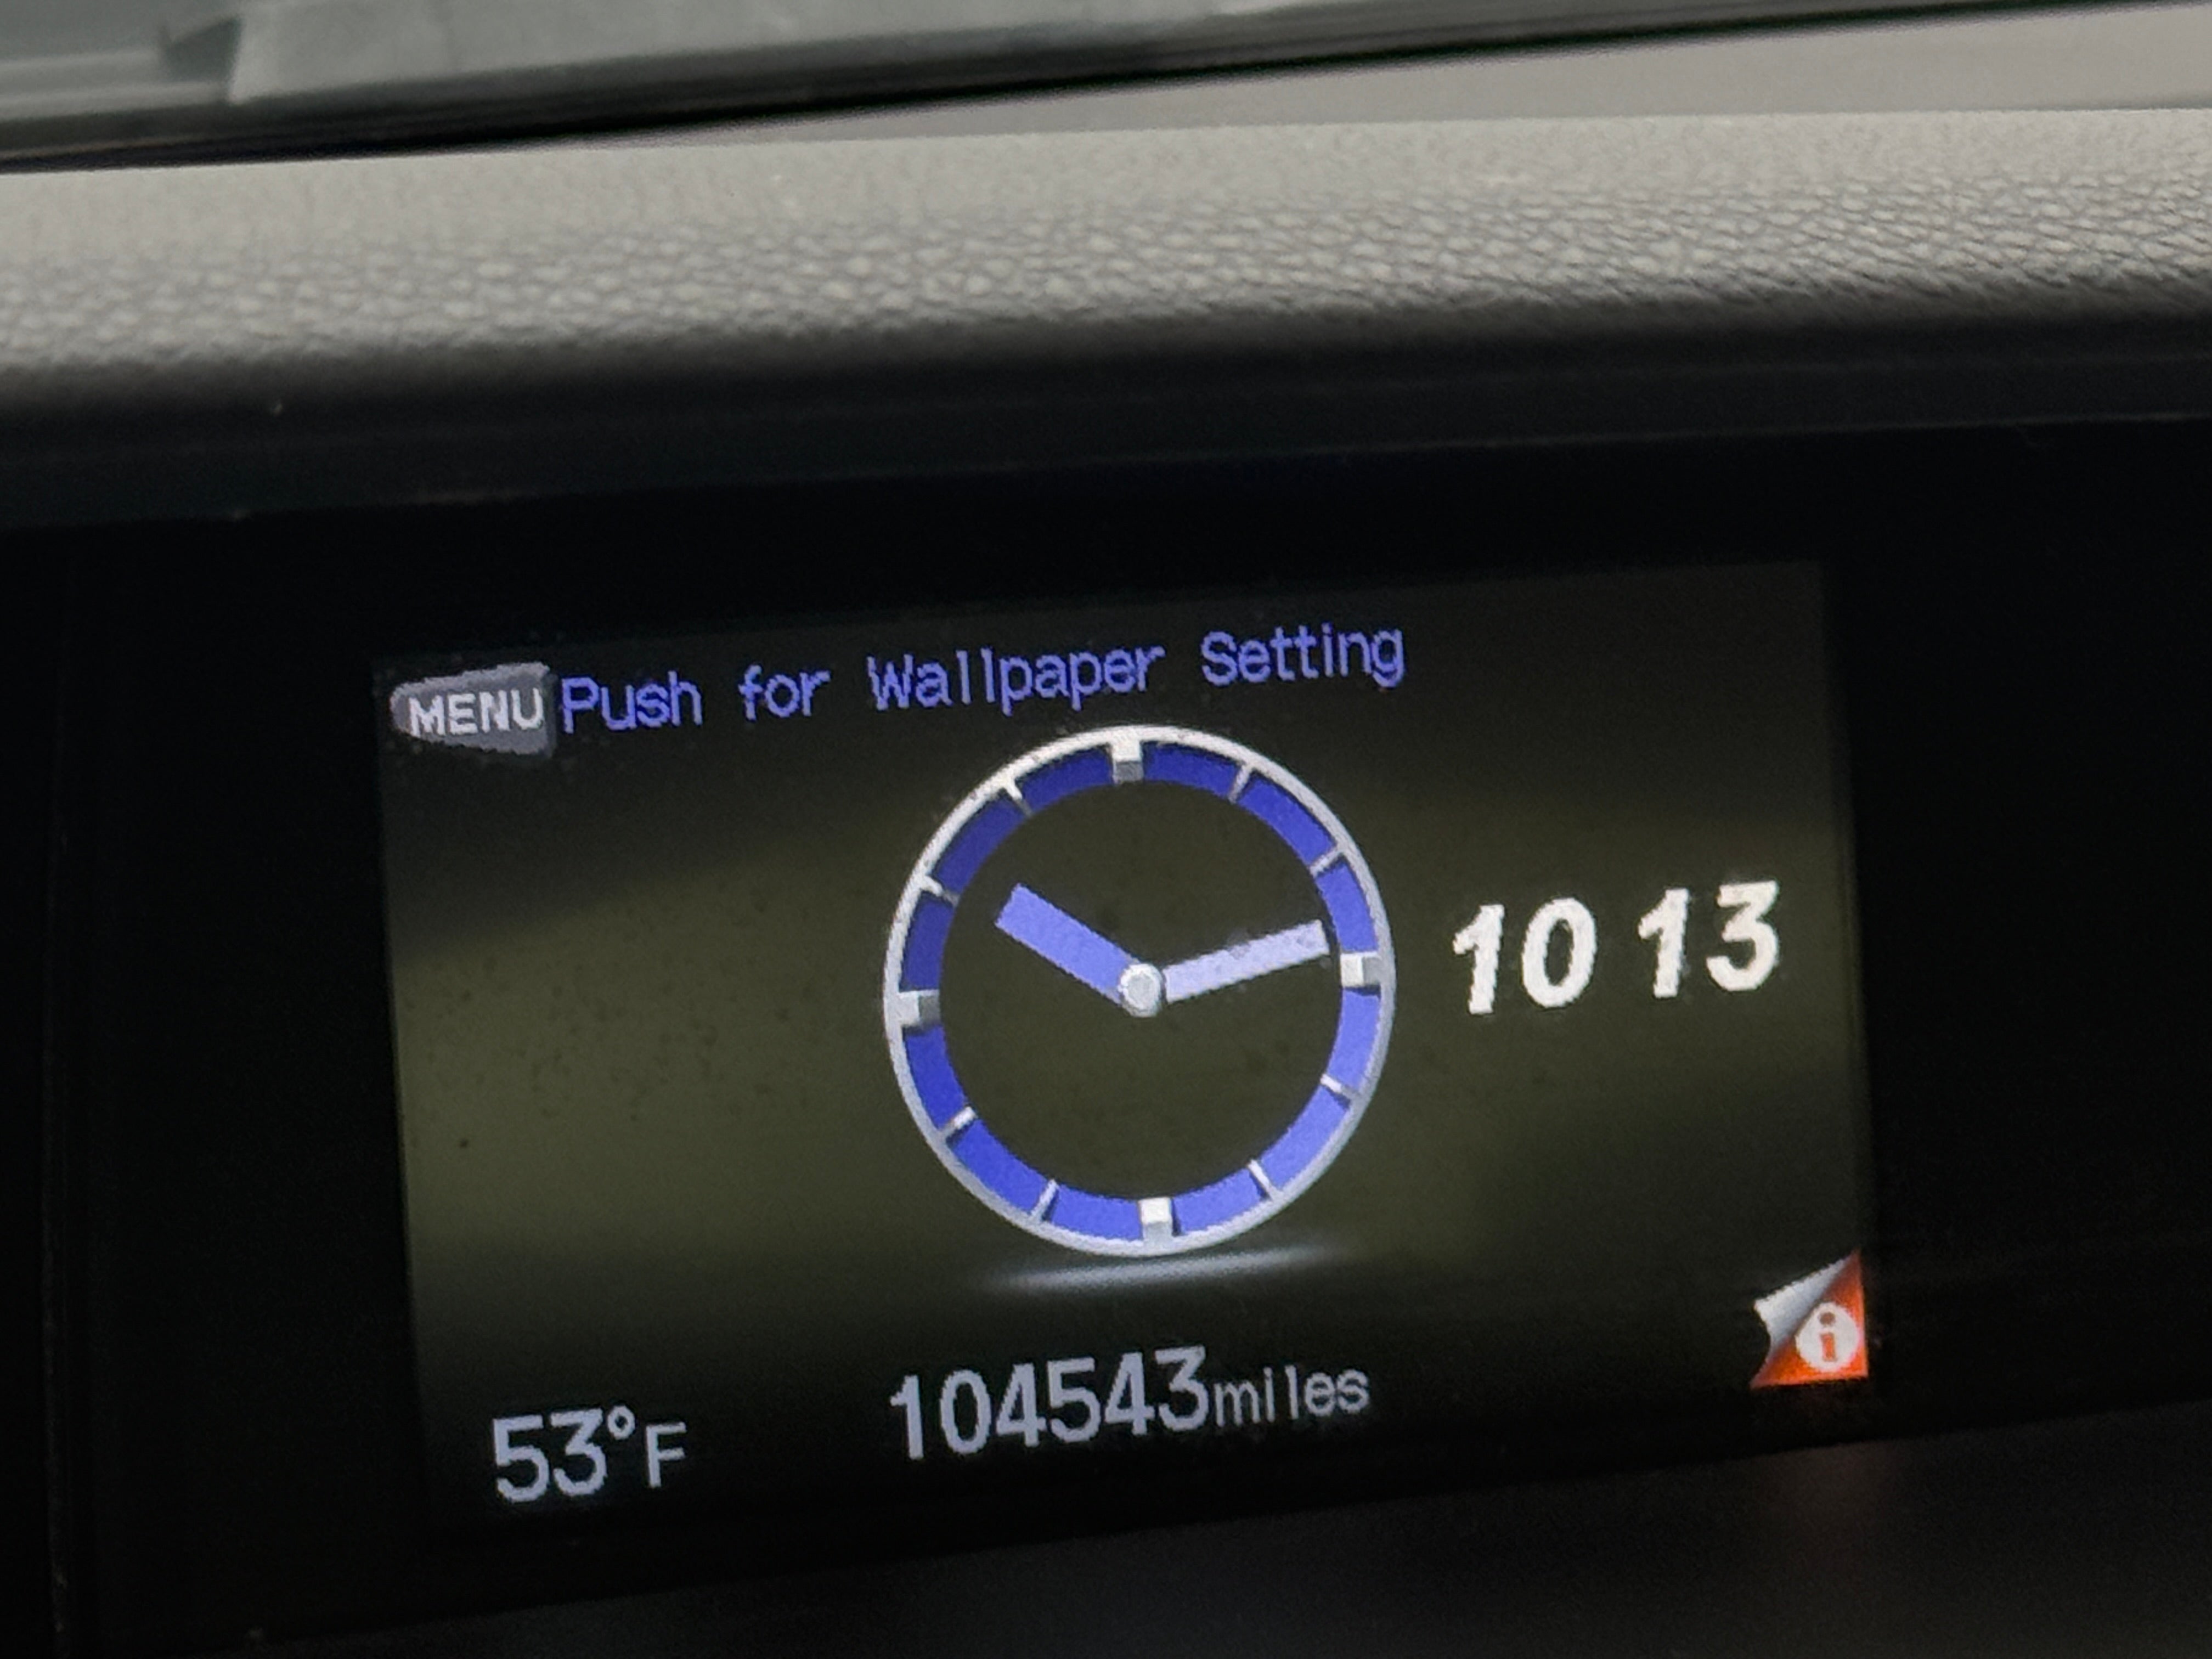 MENU Push for Wallpaper Setting
10 13
53°F 104543miles
i